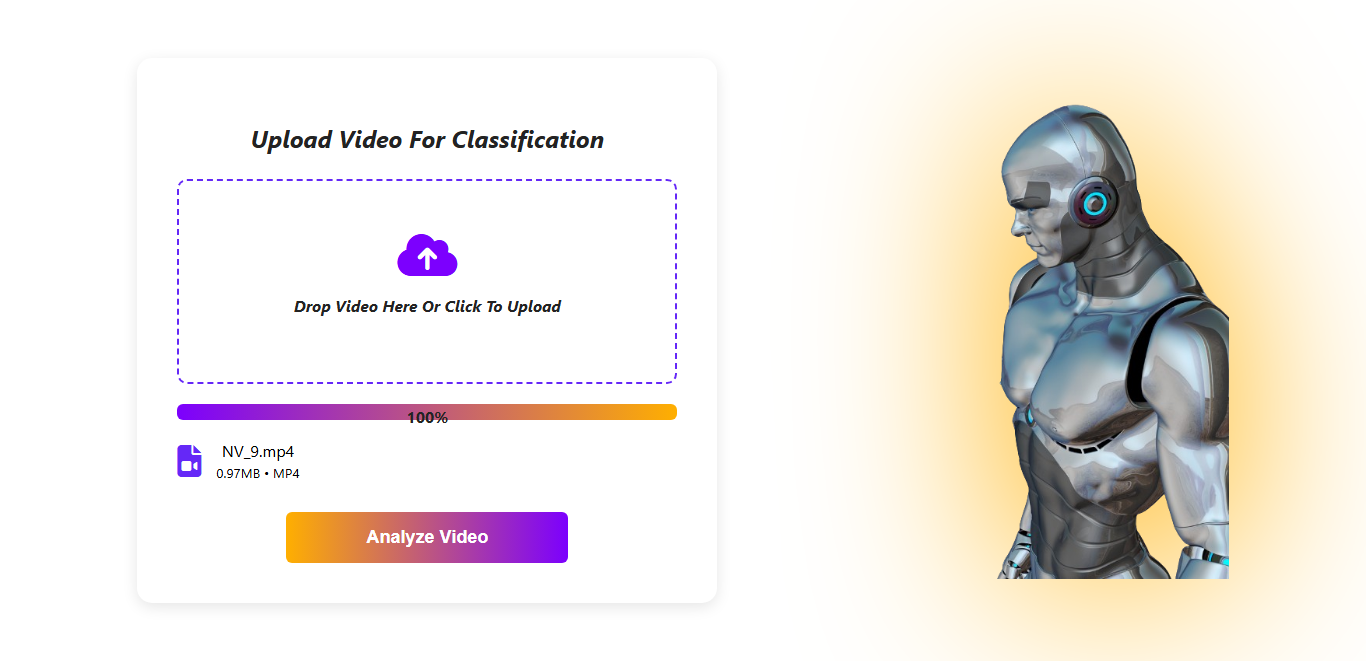 Upload Video For Classification
Drop Video Here Or Click To Upload
100%
NV_9.mp4
0.97MB • MP4
Analyze Video